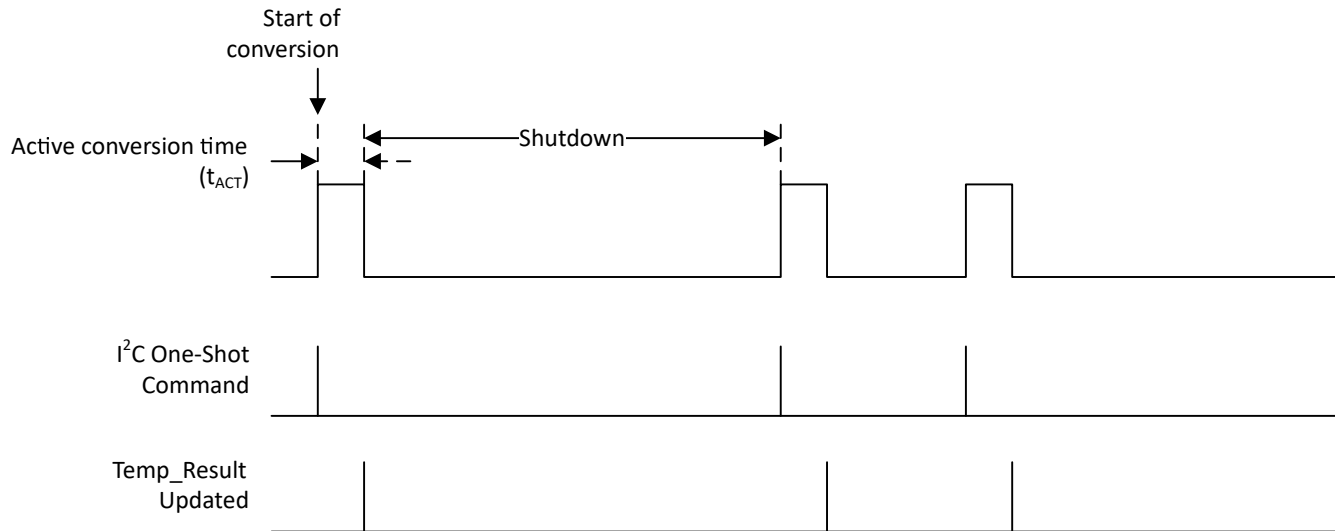 Start of
conversion
Active conversion time
(tACT)
Shutdown
I²C One-Shot
Command
Temp_Result
Updated